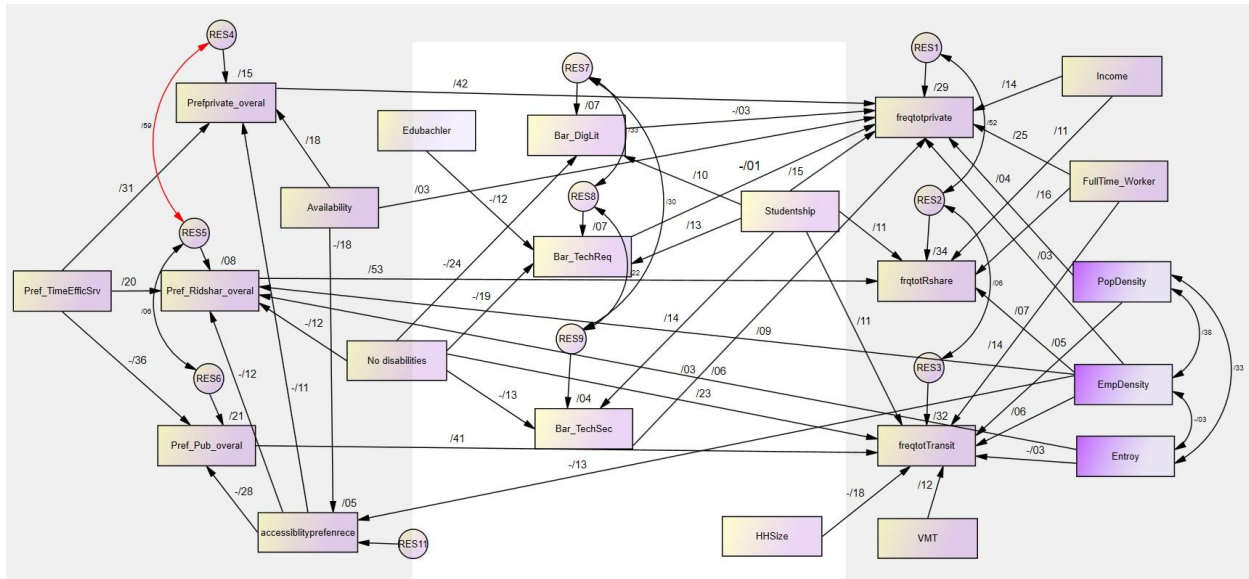 RES4
/15
Prefprivate_overal
/42
RES7
/07
RES1
/29
/14
Income
Edubachler
Bar_DigLit
/33
-/03
freqtotprivate
/59
/18
/52
/11
/25
/31
Availability
/03
-/12
RES8
/07
/10
-/01
/15
/30
Studentship
/04
FullTime_Worker
RES2
/16
RES5
/08
-/18
Bar_TechReq
/22
/13
/11
/34
/03
Pref_TimeEfficSrv
/20
Pref_Ridshar_overal
/53
-/24
frqtotRshare
/06
PopDensity
/06
-/12
-/19
RES9
/14
/11
/09
/07
/38
/33
No disabilities
/14
/05
-/36
RES6
/21
-/12
-/11
-/13
/04
/03
/06
/23
RES3
/32
EmpDensity
/06
-/03
Pref_Pub_overal
/41
Bar_TechSec
freqtotTransit
-/03
Entroy
-/28
/05
-/13
-/18
/12
accessiblityprefenrece
RES11
HHSize
VMT